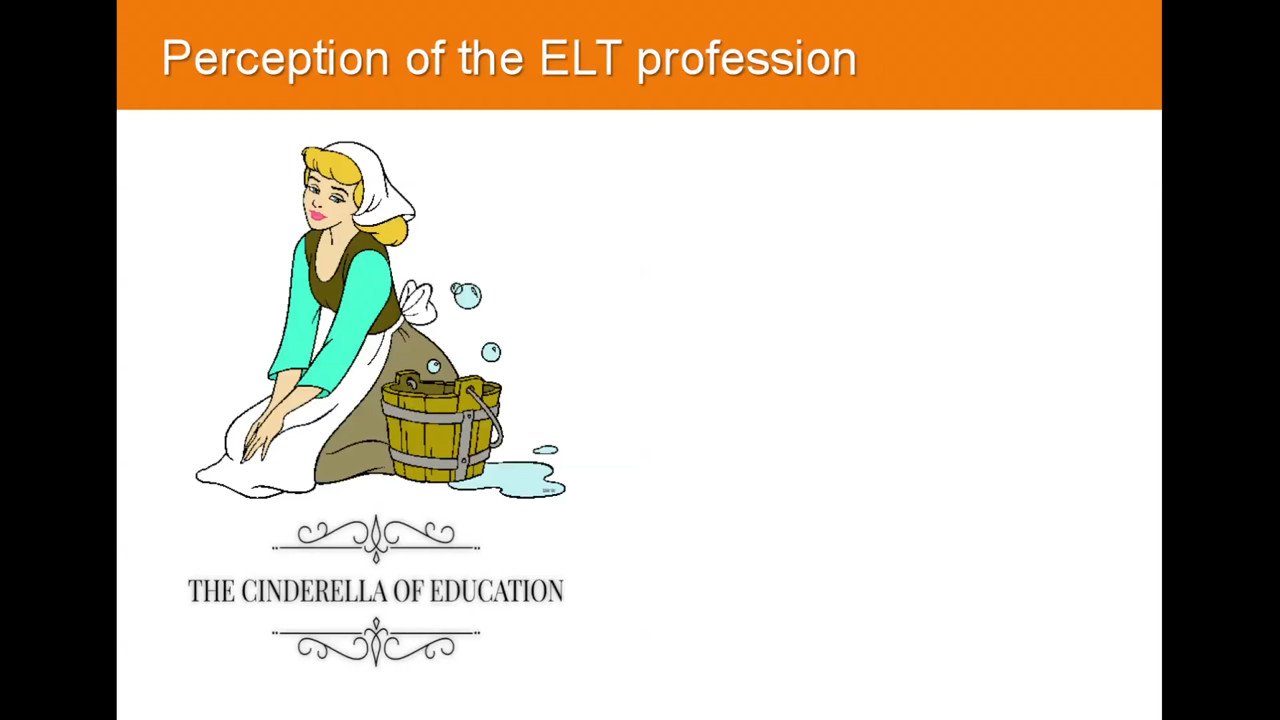 Perception of the ELT profession
THE CINDERELLA OF EDUCATION